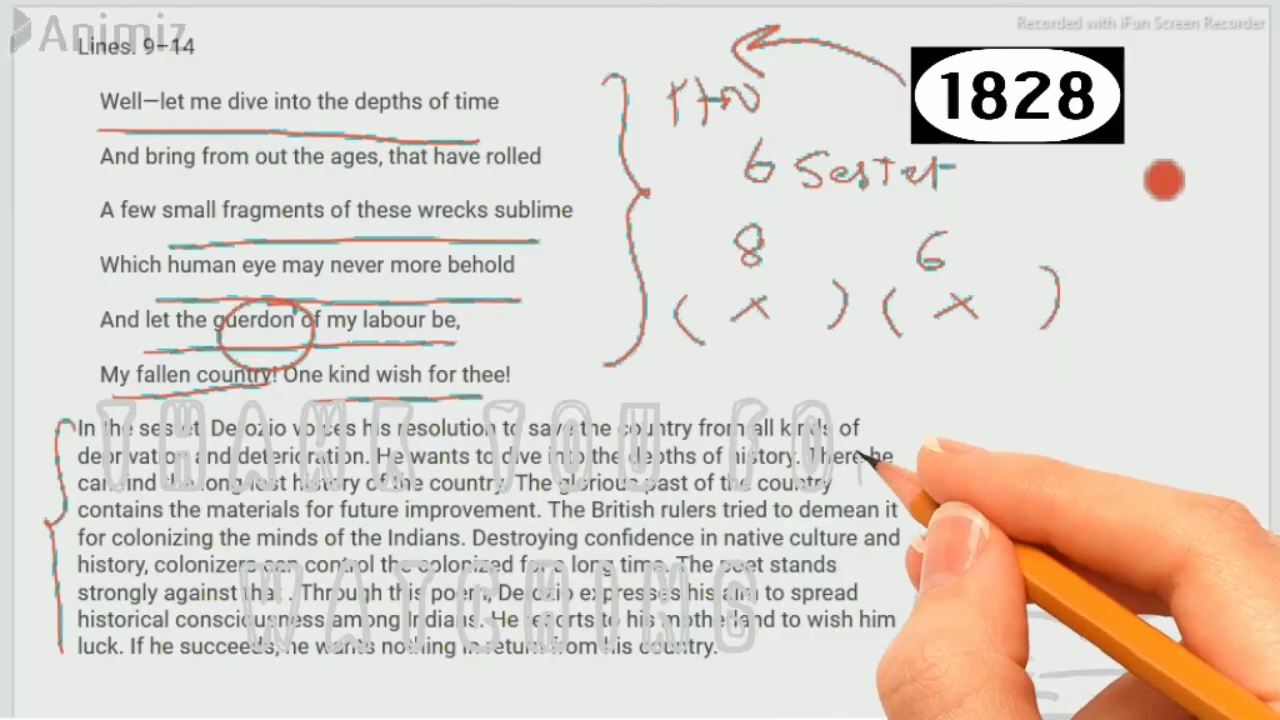 Animiz
Recorded with iFun Screen Recorder
Lines. 9–14
1828
Well—let me dive into the depths of time
And bring from out the ages, that have rolled
6 Sestet
A few small fragments of these wrecks sublime
8 6
Which human eye may never more behold
( x ) ( x )
And let the guerdon of my labour be,
My fallen country! One kind wish for thee!
THANK YOU SO
In the sestet, Derozio voices his resolution to save the country from all kinds of
deprivation and deterioration. He wants to dive into the depths of history. There he
can find the long-lost history of the country. The glorious past of the country
contains the materials for future improvement. The British rulers tried to demean it
for colonizing the minds of the Indians. Destroying confidence in native culture and
history, colonizers can control the colonized for a long time. The poet stands
WATCHING
strongly against that . Through this poem, Derozio expresses his aim to spread
historical consciousness among Indians. He resorts to his motherland to wish him
luck. If he succeeds, he wants nothing in return from his country.